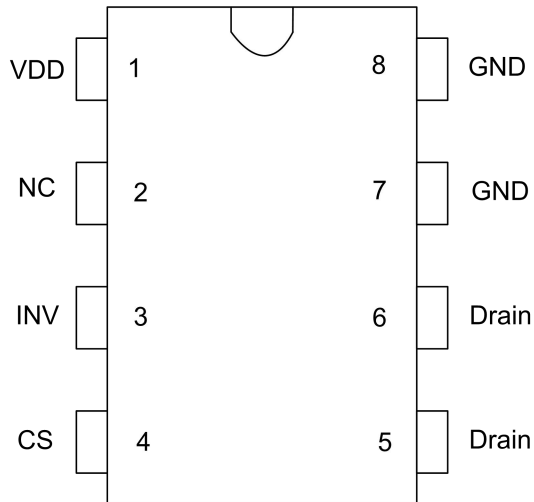 VDD 1 8 GND
NC 2 7 GND
INV 3 6 Drain
CS 4 5 Drain